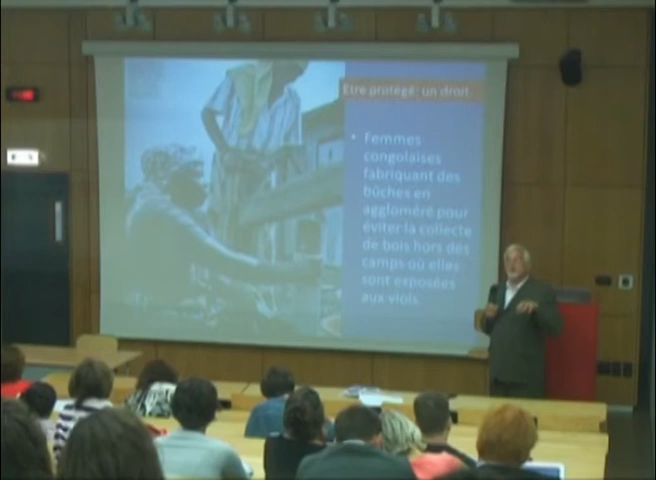 Etre protégé: un droit.
• Femmes
congolaises
fabriquant des
bûches en
aggloméré pour
éviter la collecte
de bois hors des
camps où elles
sont exposées
aux viols.